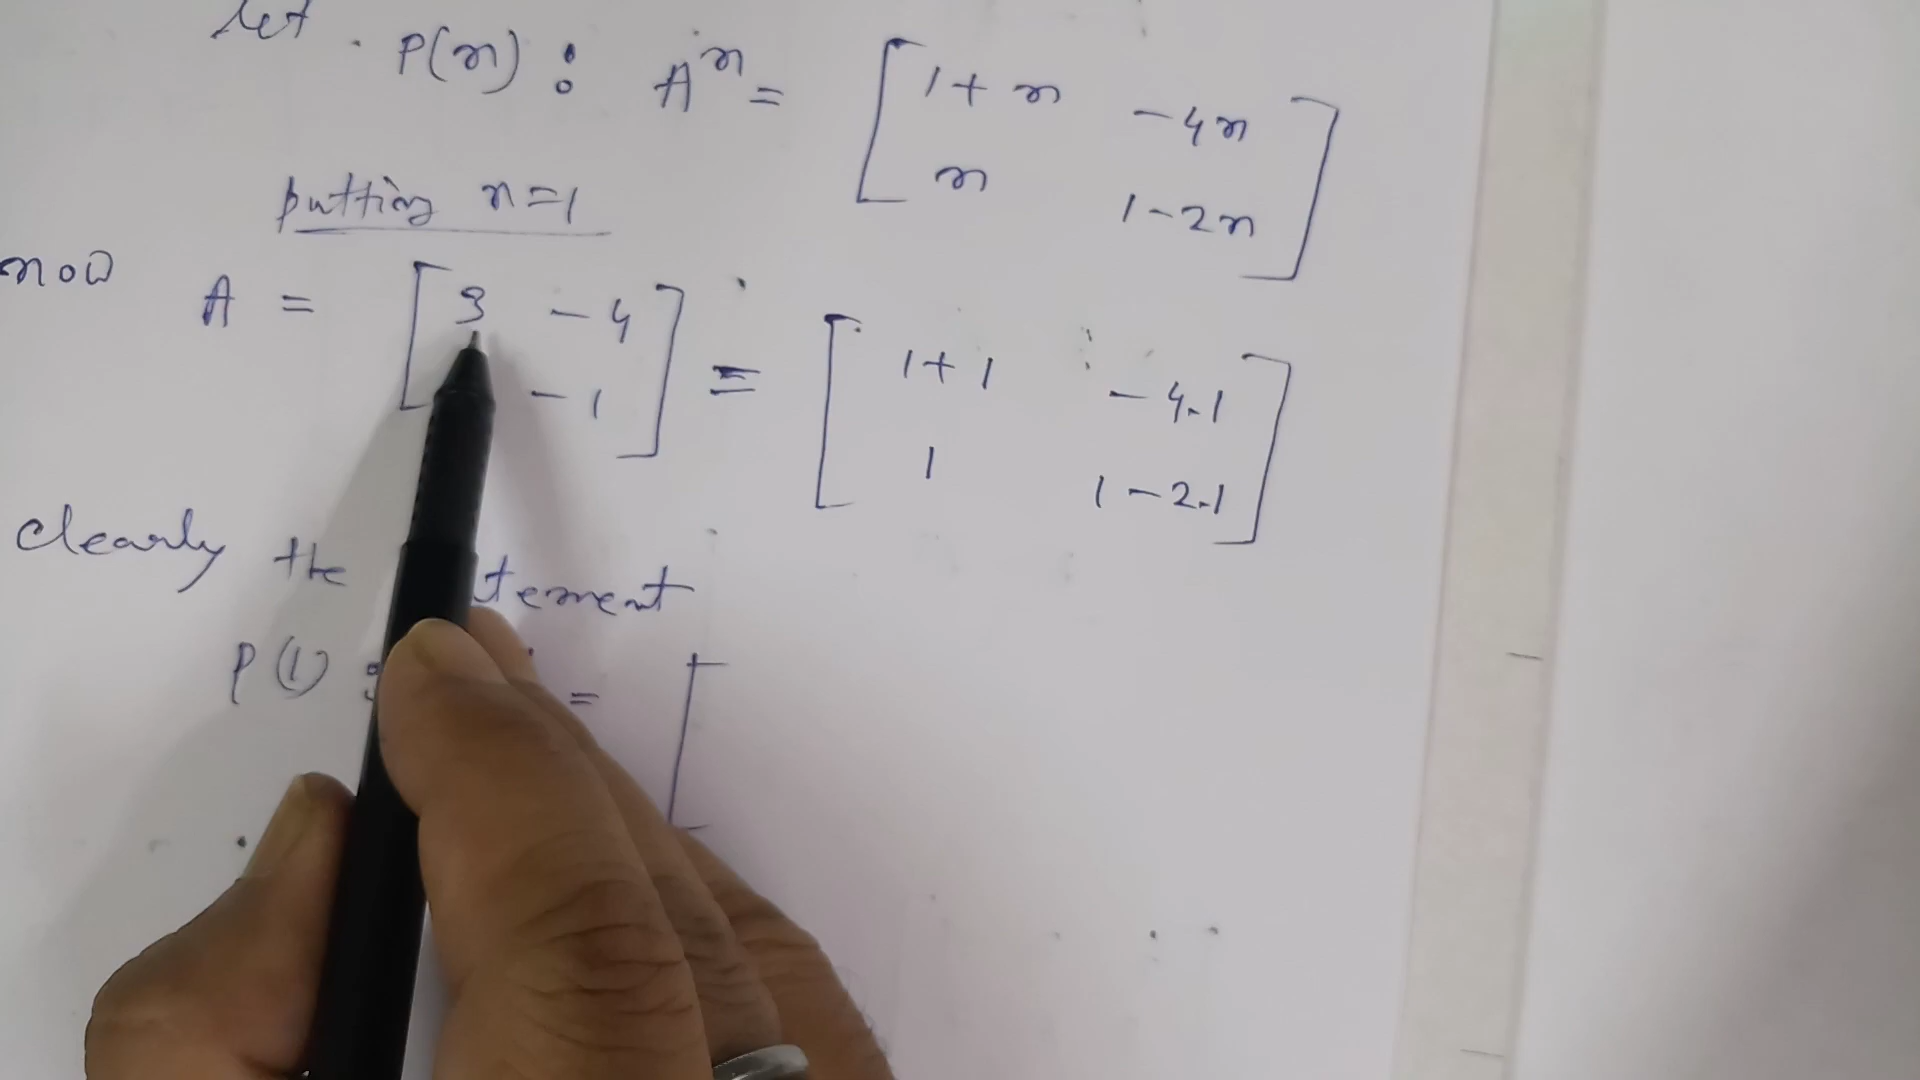 let . P(n) : A^n = [ 1+n -4n
n 1-2n ]
putting n=1
now A = [ 3 -4
-1 ] = [ 1+1 -4.1
1 1-2.1 ]
clearly the
P(1) : = [